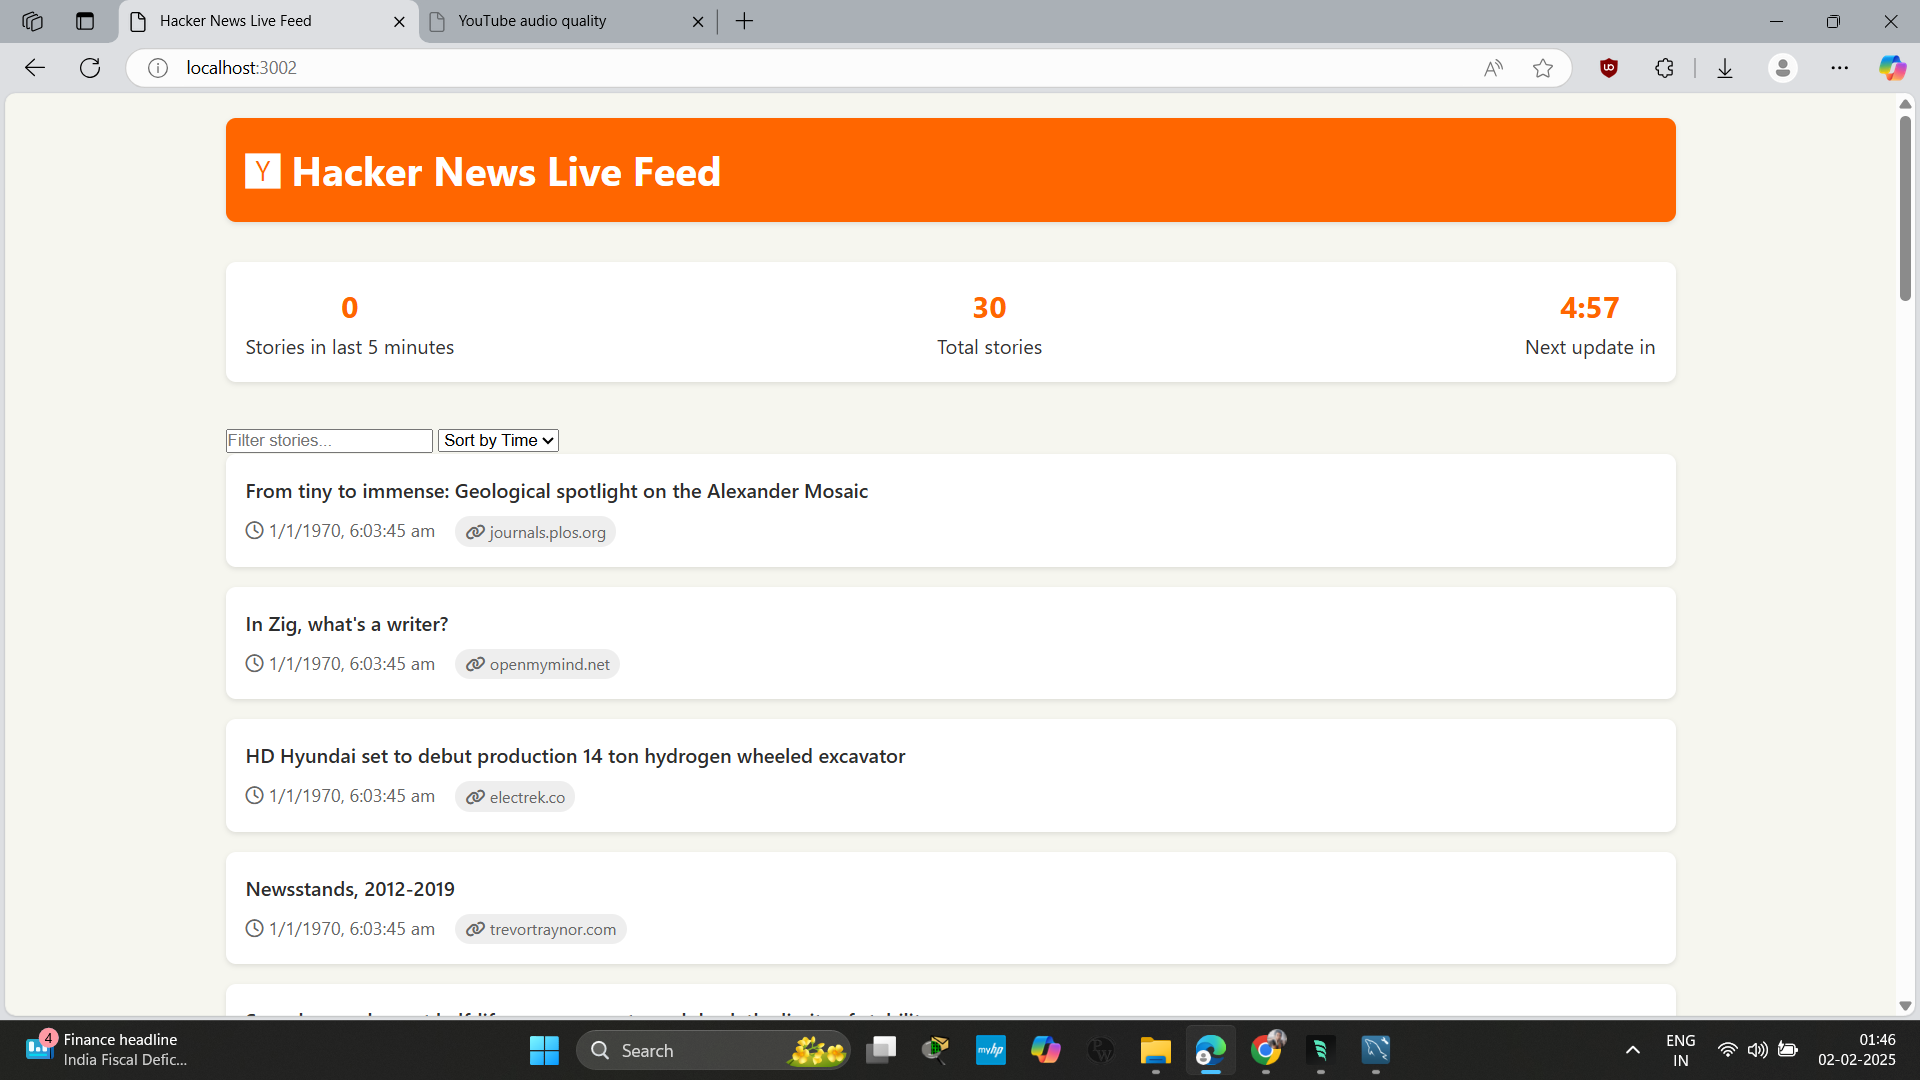 Hacker News Live Feed
YouTube audio quality
localhost:3002
Y Hacker News Live Feed
0
Stories in last 5 minutes
30
Total stories
4:57
Next update in
Filter stories...
Sort by Time
From tiny to immense: Geological spotlight on the Alexander Mosaic
1/1/1970, 6:03:45 am
journals.plos.org
In Zig, what's a writer?
1/1/1970, 6:03:45 am
openmymind.net
HD Hyundai set to debut production 14 ton hydrogen wheeled excavator
1/1/1970, 6:03:45 am
electrek.co
Newsstands, 2012-2019
1/1/1970, 6:03:45 am
trevortraynor.com
4
Finance headline
India Fiscal Defic...
Search
myhp
ENG
IN
01:46
02-02-2025